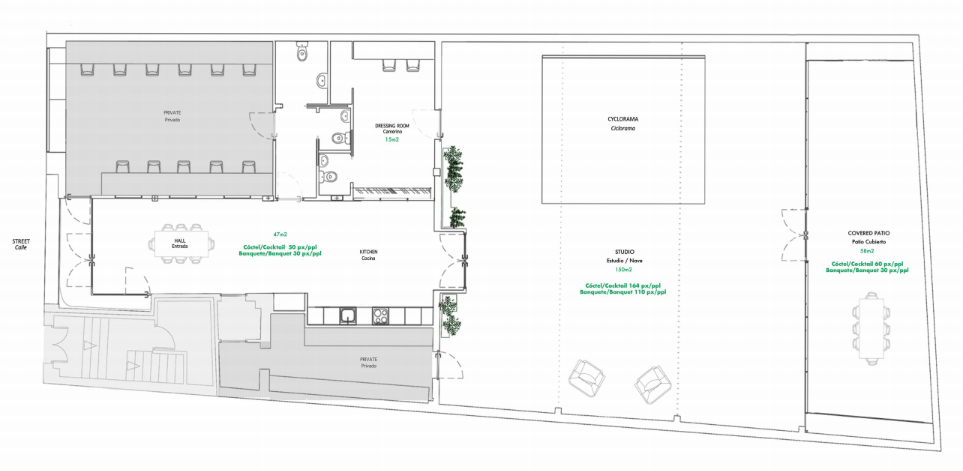 PRIVATE
Privado
DRESSING ROOM
Camerino
15m2
CYCLORAMA
Ciclorama
STREET
Calle
HALL
Entrada
47m2
Cóctel/Cocktail 50 px/ppl
Banquete/Banquet 30 px/ppl
KITCHEN
Cocina
STUDIO
Estudio / Nave
150m2
Cóctel/Cocktail 164 px/ppl
Banquete/Banquet 110 px/ppl
COVERED PATIO
Patio Cubierto
58m2
Cóctel/Cocktail 60 px/ppl
Banquete/Banquet 30 px/ppl
PRIVATE
Privado